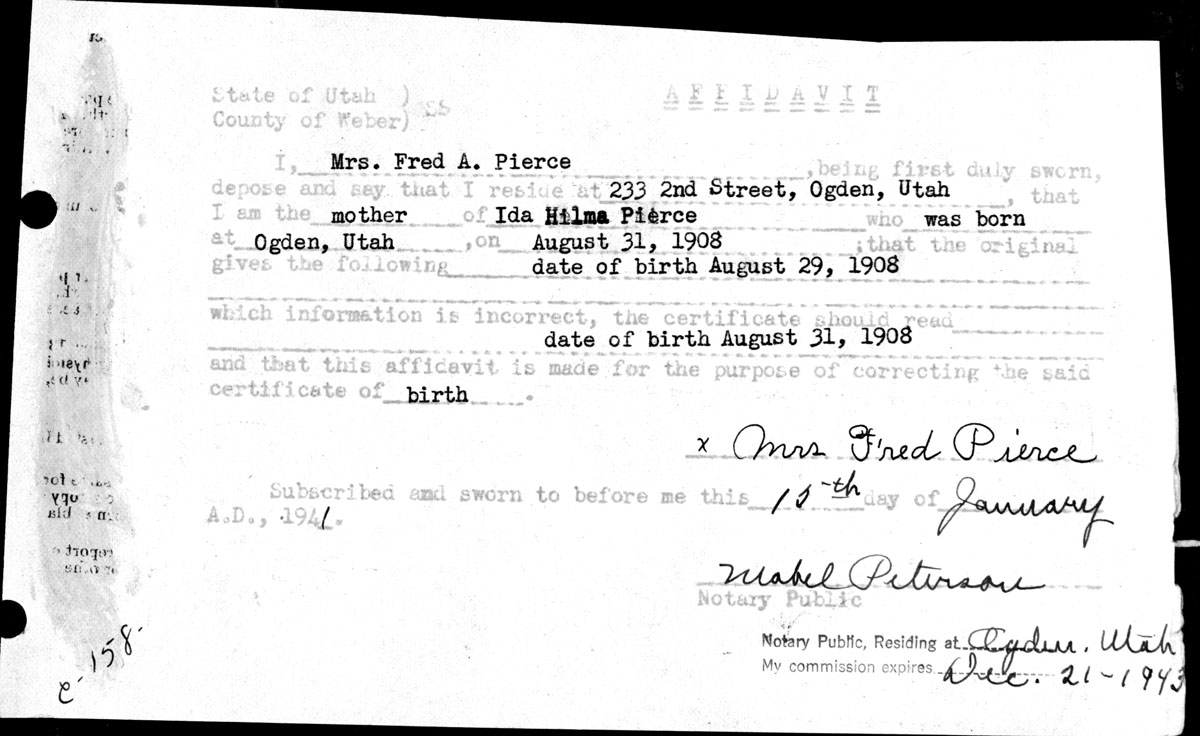 State of Utah ) SS
County of Weber)
A F F I D A V I T
I, Mrs. Fred A. Pierce ,being first duly sworn,
depose and say that I reside at 233 2nd Street, Ogden, Utah , that
I am the mother of Ida Hilma Pierce who was born
at Ogden, Utah ,on August 31, 1908 ;that the original
gives the following date of birth August 29, 1908
which information is incorrect, the certificate should read
date of birth August 31, 1908
and that this affidavit is made for the purpose of correcting the said
certificate of birth .
x Mrs Fred Pierce
Subscribed and sworn to before me this 15th day of January
A.D., 1941.
Mabel Peterson
Notary Public
Notary Public, Residing at Ogden, Utah
My commission expires Dec. 21-1943
158-